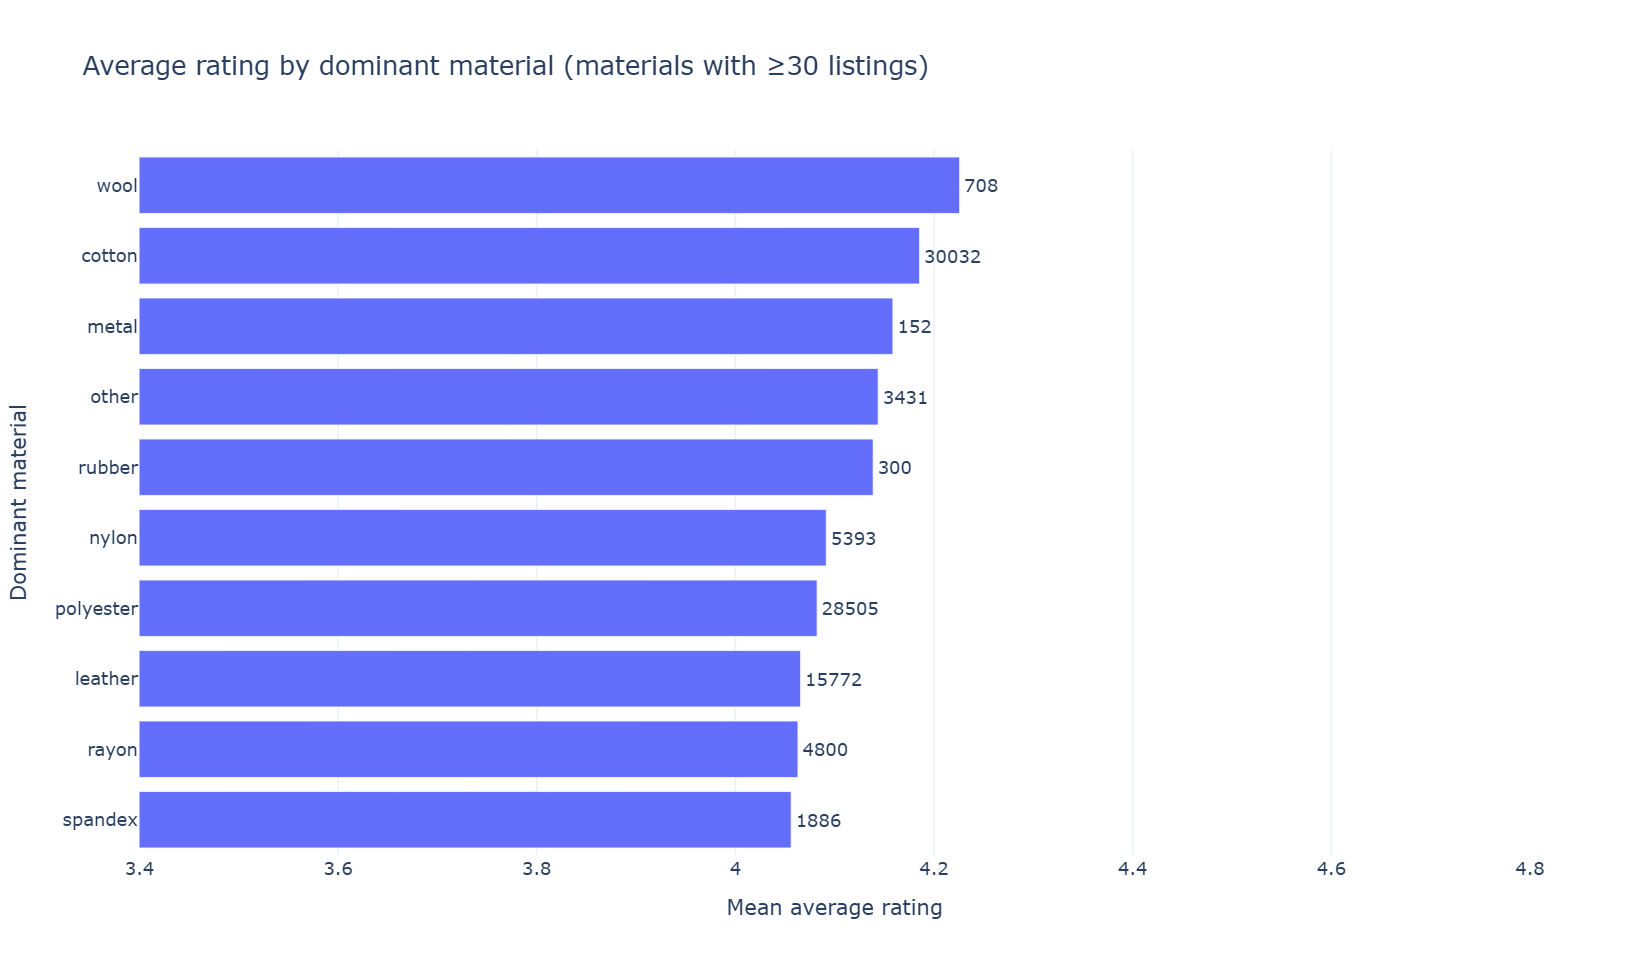 Average rating by dominant material (materials with ≥30 listings)
Dominant material
wool 708
cotton 30032
metal 152
other 3431
rubber 300
nylon 5393
polyester 28505
leather 15772
rayon 4800
spandex 1886
3.4 3.6 3.8 4 4.2 4.4 4.6 4.8
Mean average rating